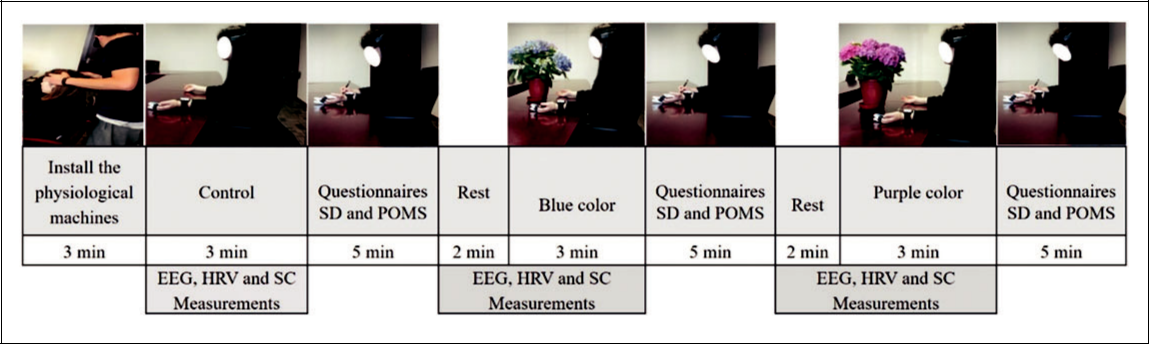 Install the
physiological
machines
Control
Questionnaires
SD and POMS
Rest
Blue color
Questionnaires
SD and POMS
Rest
Purple color
Questionnaires
SD and POMS
3 min
3 min
5 min
2 min
3 min
5 min
2 min
3 min
5 min
EEG, HRV and SC
Measurements
EEG, HRV and SC
Measurements
EEG, HRV and SC
Measurements